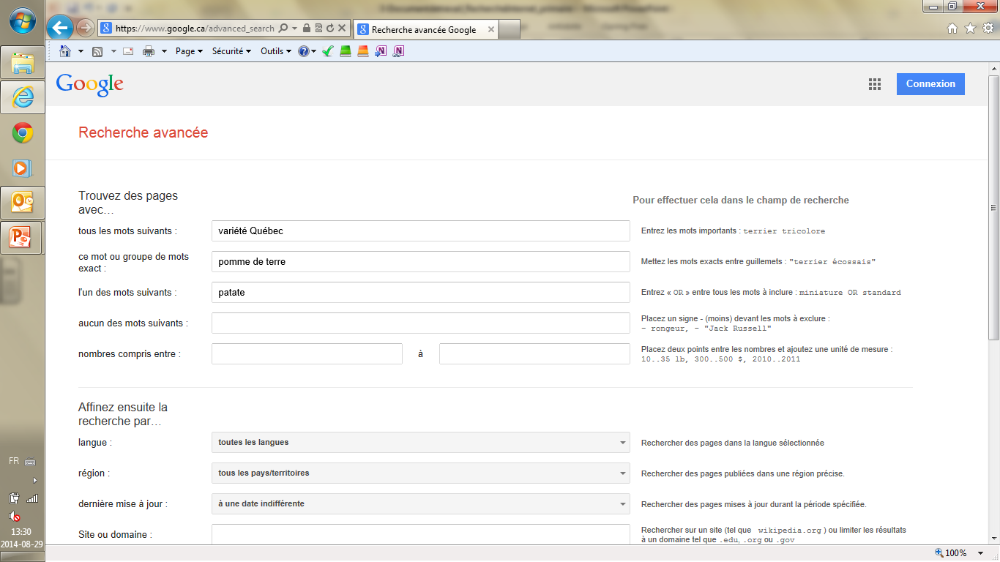 https://www.google.ca/advanced_search
Recherche avancée Google
Page
Sécurité
Outils
Google
Connexion
Recherche avancée
Trouvez des pages
avec…
Pour effectuer cela dans le champ de recherche
tous les mots suivants :
variété Québec
Entrez les mots importants : terrier tricolore
ce mot ou groupe de mots
exact :
pomme de terre
Mettez les mots exacts entre guillemets : "terrier écossais"
l'un des mots suivants :
patate
Entrez « OR » entre tous les mots à inclure : miniature OR standard
aucun des mots suivants :
Placez un signe - (moins) devant les mots à exclure :
- rongeur, - "Jack Russell"
nombres compris entre :
à
Placez deux points entre les nombres et ajoutez une unité de mesure :
10..35 lb, 300..500 $, 2010..2011
Affinez ensuite la
recherche par…
langue :
toutes les langues
Rechercher des pages dans la langue sélectionnée
région :
tous les pays/territoires
Rechercher des pages publiées dans une région précise.
dernière mise à jour :
à une date indifférente
Rechercher des pages mises à jour durant la période spécifiée.
Site ou domaine :
Rechercher sur un site (tel que wikipedia.org ) ou limiter les résultats
à un domaine tel que .edu, .org ou .gov
FR
13:30
2014-08-29
100%